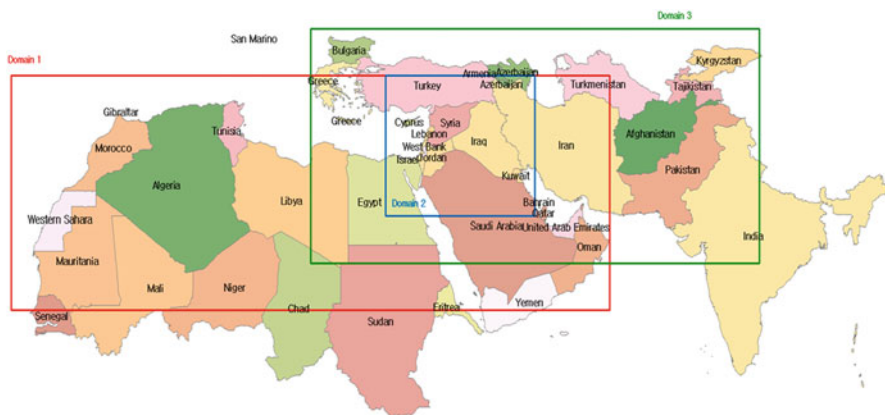 Domain 3
San Marino
Domain 1
Bulgaria
Kyrgyzstan
Armenia
Azerbaijan
Greece
Turkey
Azerbaijan
Turkmenistan
Tajikistan
Gibraltar
Greece
Cyprus
Syria
Tunisia
Lebanon
Afghanistan
Morocco
West Bank
Iraq
Iran
Jordan
Israel
Pakistan
Kuwait
Algeria
Libya
Egypt
Domain 2
Bahrain
Qatar
Western Sahara
Saudi Arabia
United Arab Emirates
India
Oman
Mauritania
Mali
Niger
Chad
Yemen
Eritrea
Senegal
Sudan